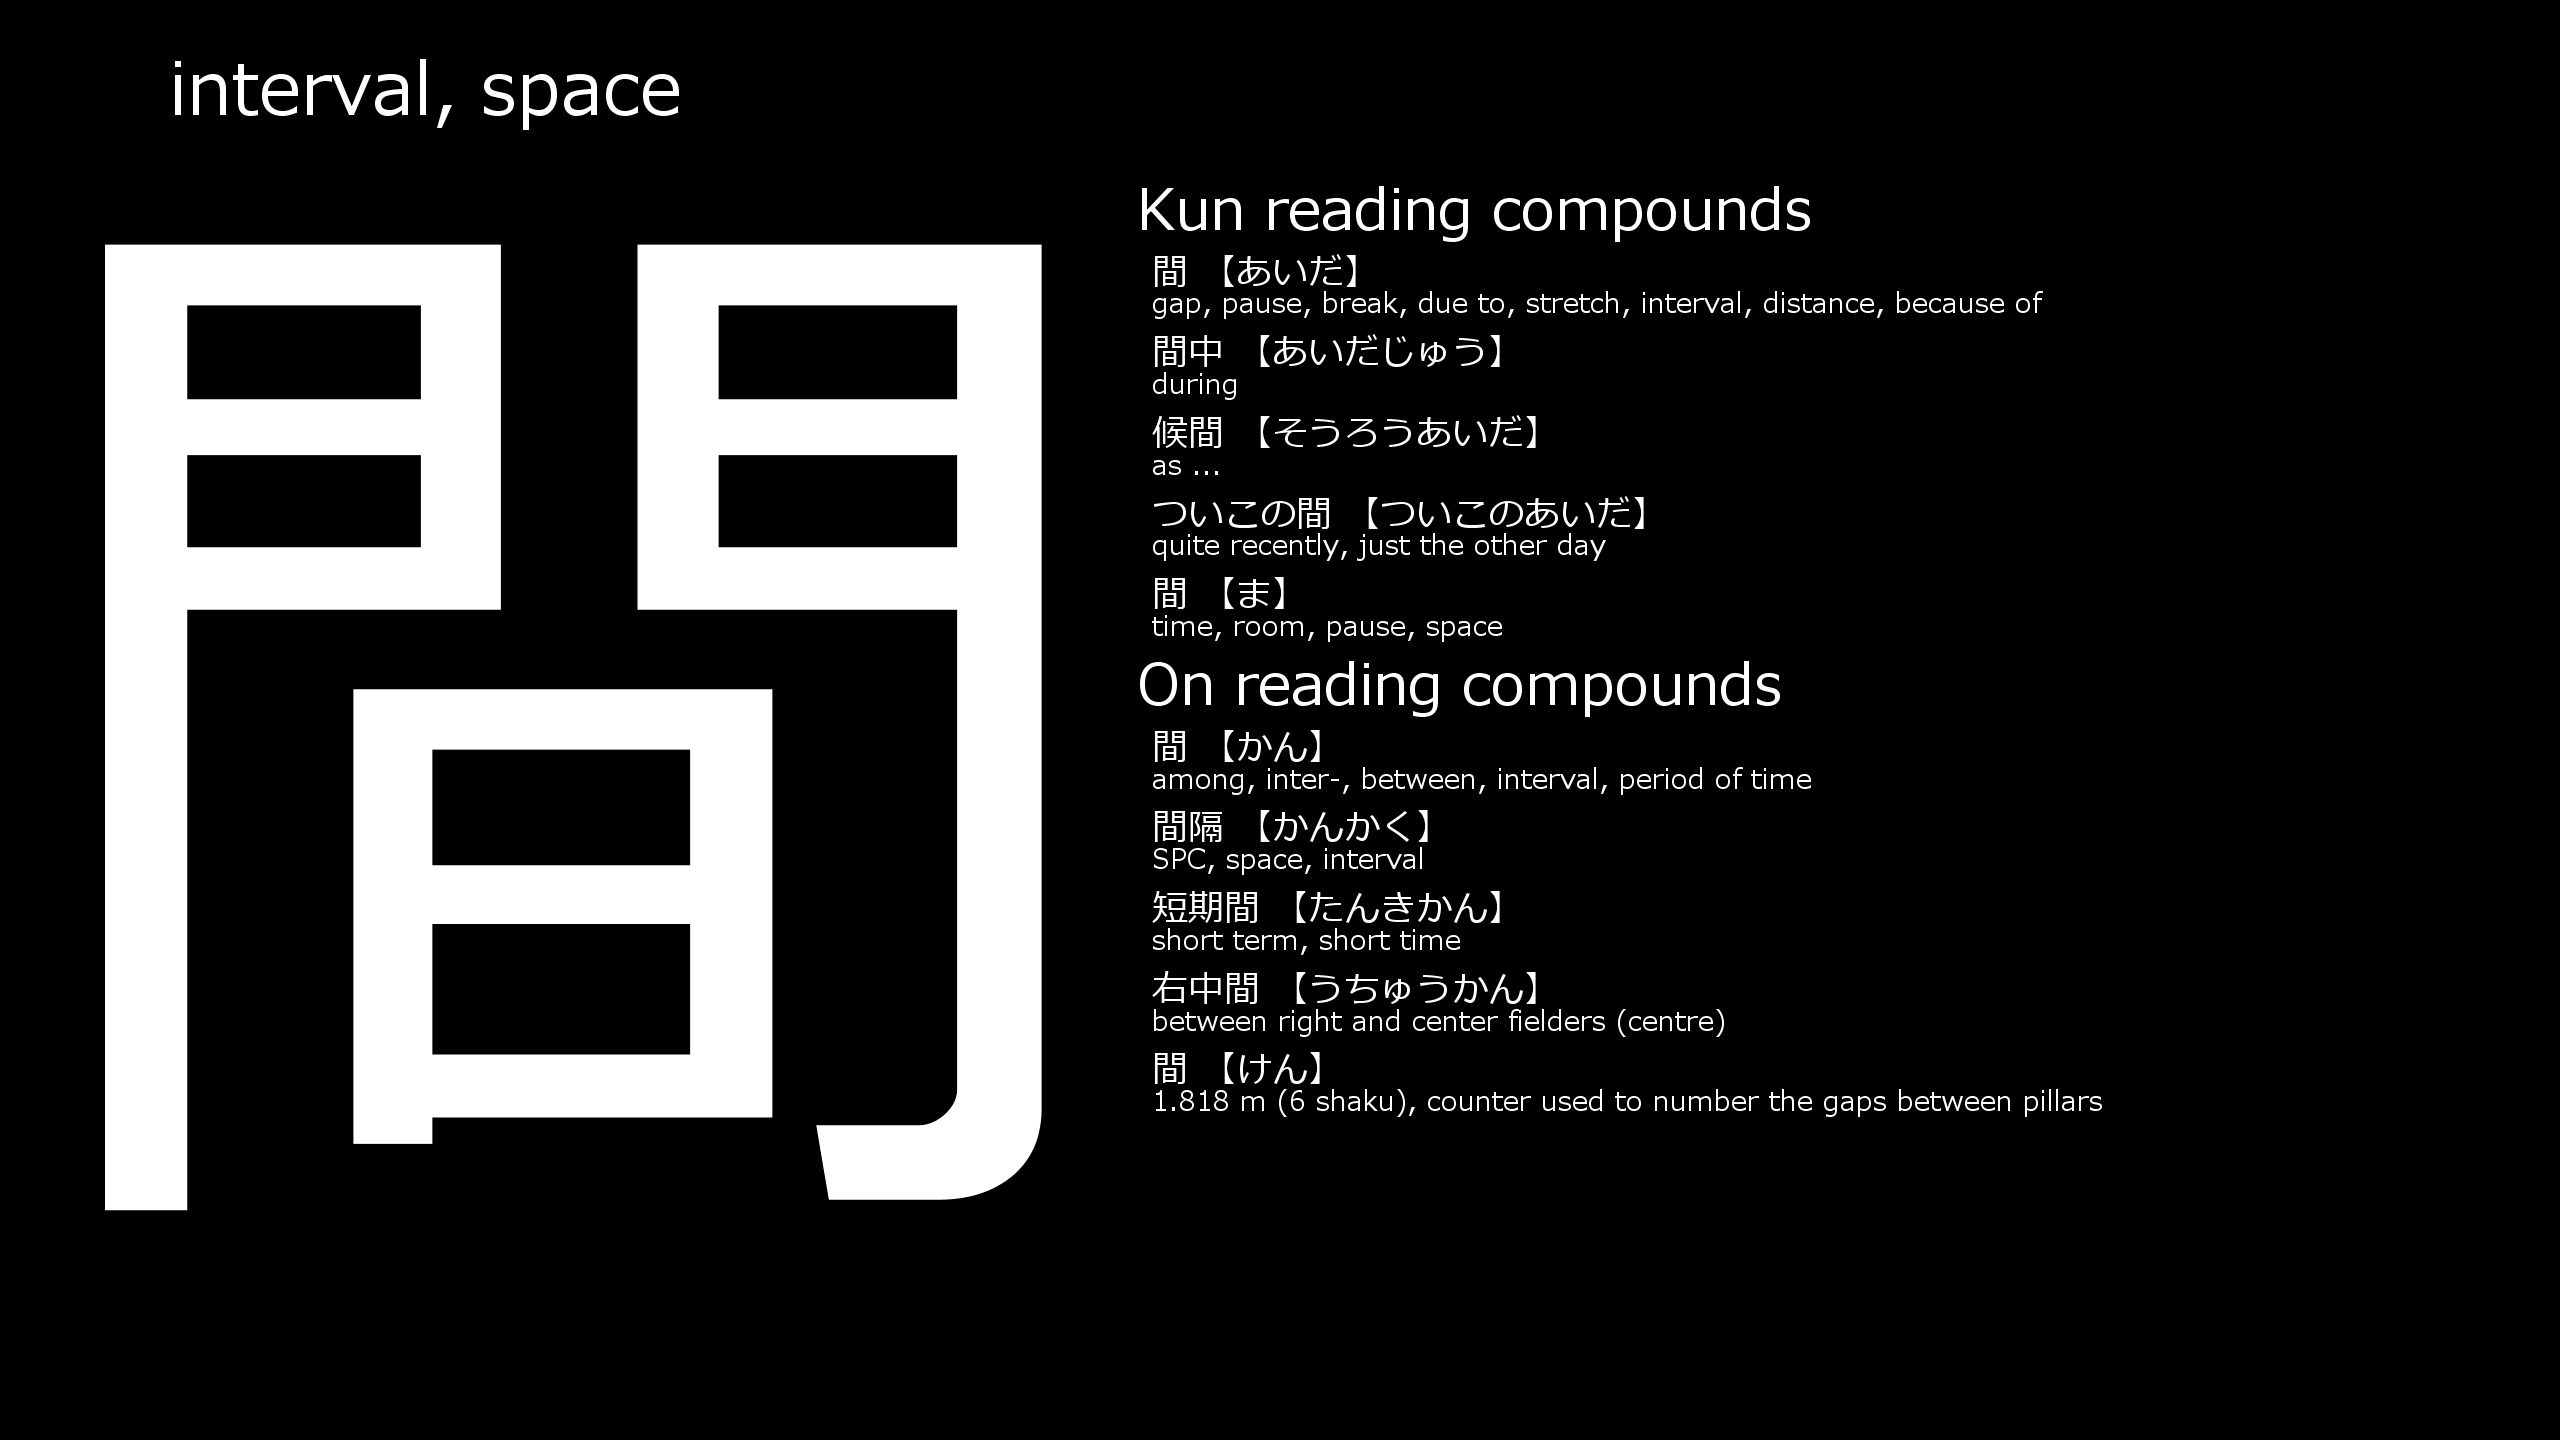 interval, space
間
Kun reading compounds
間 【あいだ】
gap, pause, break, due to, stretch, interval, distance, because of
間中 【あいだじゅう】
during
候間 【そうろうあいだ】
as ...
ついこの間 【ついこのあいだ】
quite recently, just the other day
間 【ま】
time, room, pause, space
On reading compounds
間 【かん】
among, inter-, between, interval, period of time
間隔 【かんかく】
SPC, space, interval
短期間 【たんきかん】
short term, short time
右中間 【うちゅうかん】
between right and center fielders (centre)
間 【けん】
1.818 m (6 shaku), counter used to number the gaps between pillars